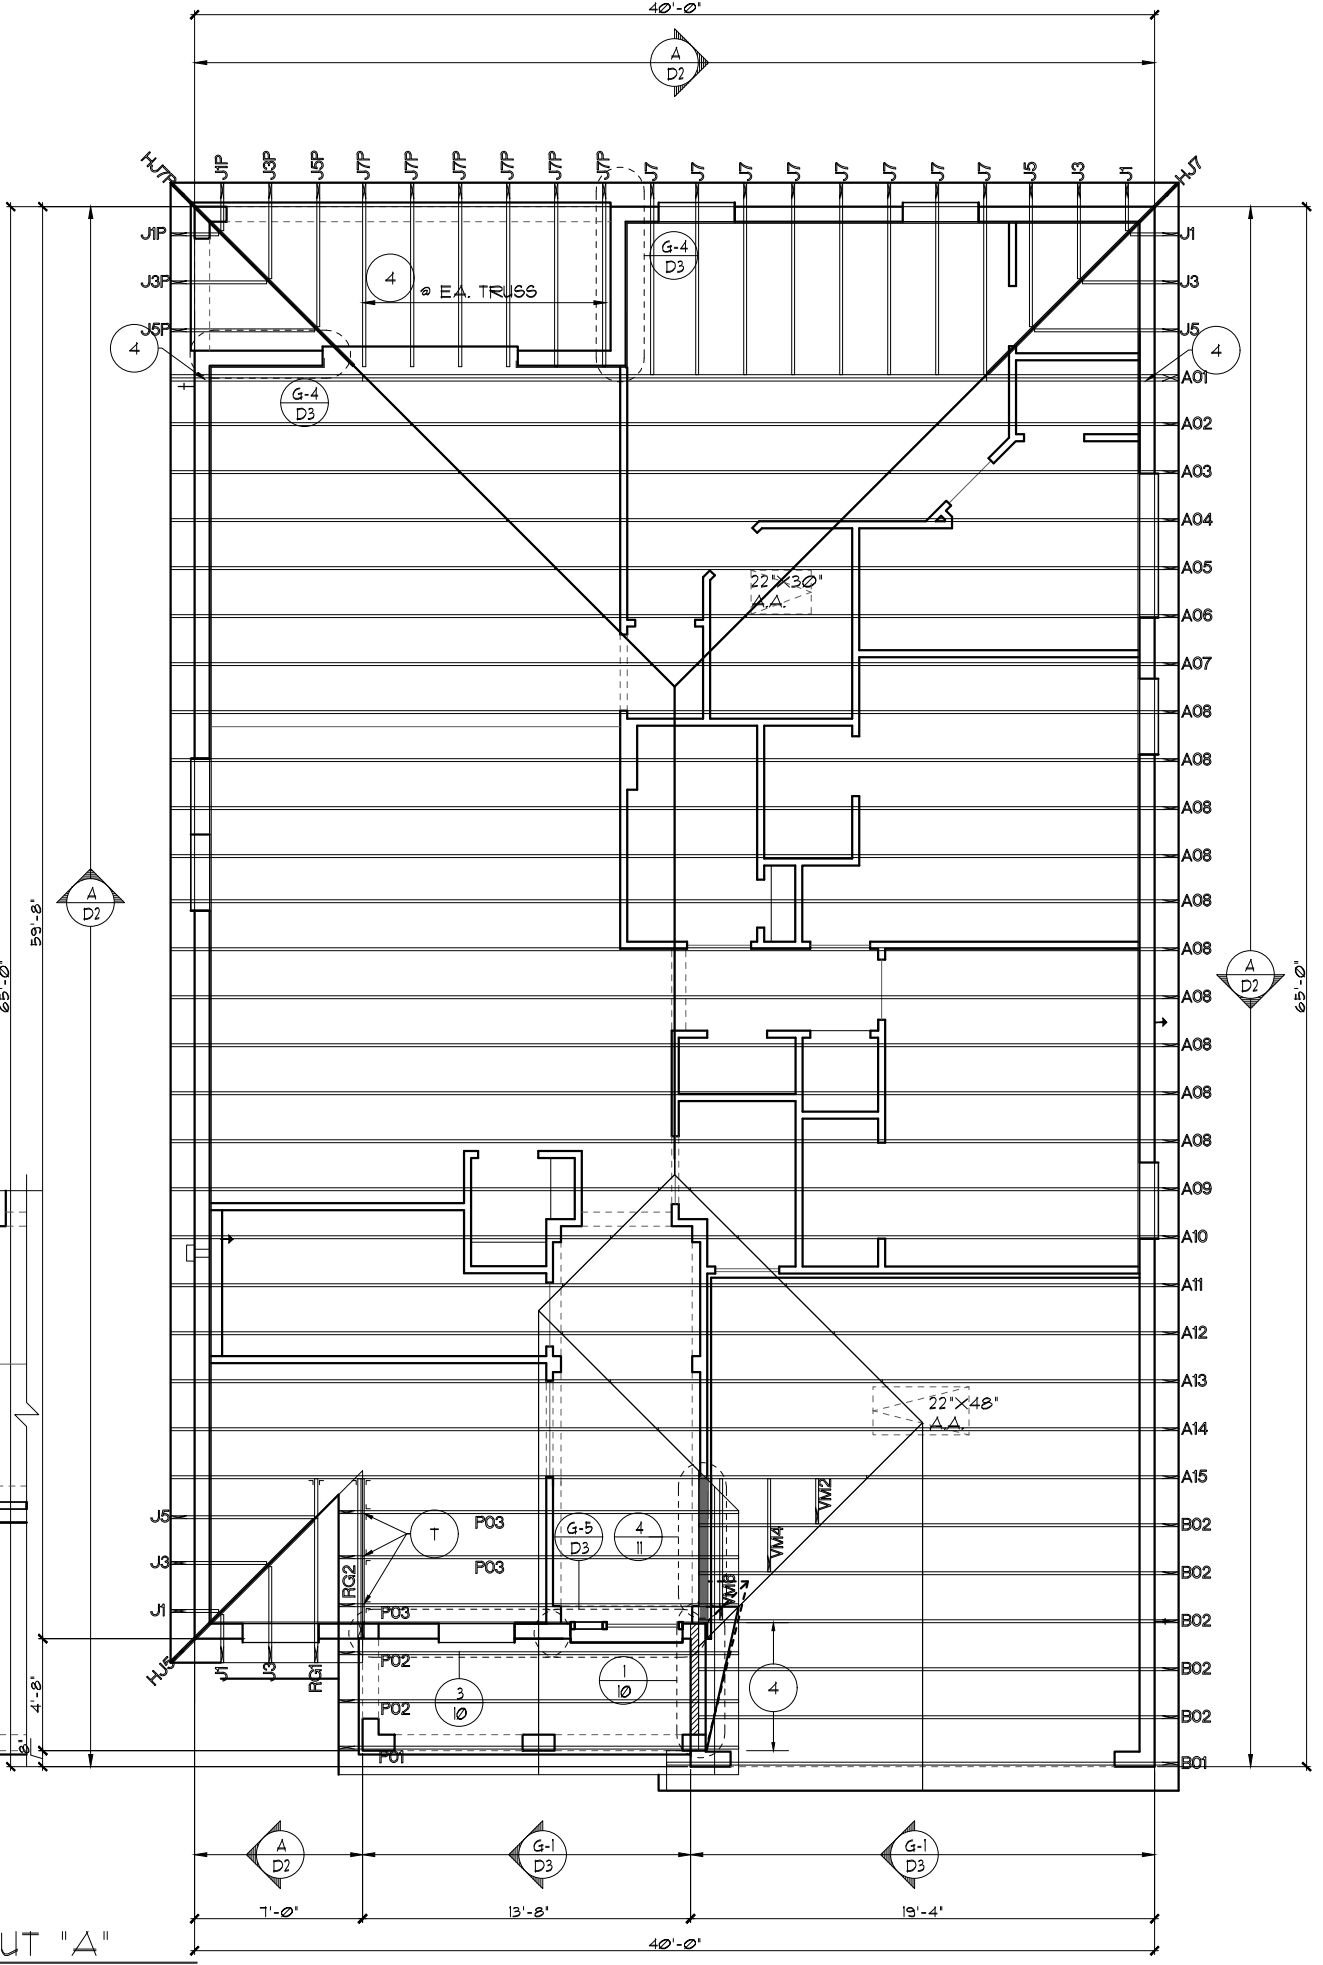 40'-0"
A
D2
HJ7P
J1P
J3P
J5P
J7P
J7P
J7P
J7P
J7P
J7P
J7
J7
J7
J7
J7
J7
J7
J7
J5
J3
J1
HJ7
J1P
J3P
J5P
4
4
@ EA. TRUSS
G-4
D3
G-4
D3
J1
J3
J5
4
A01
A02
A03
A04
A05
22"X30"
A.A.
A06
A07
A08
A08
A08
A08
A08
A08
A08
A08
A08
A08
A09
A10
A11
A12
A13
22"X48"
A.A.
A14
A15
B02
B02
B02
B02
B02
B01
A
D2
59'-8"
65'-0"
A
D2
65'-0"
4'-8"
8"
J5
J3
J1
HJ5
J1
J3
RG1
RG2
T
P03
P03
P03
P02
P02
P01
G-5
D3
4
11
VM2
VM4
VM6
3
10
1
10
4
A
D2
G-1
D3
G-1
D3
7'-0"
13'-8"
19'-4"
40'-0"
UT "A"